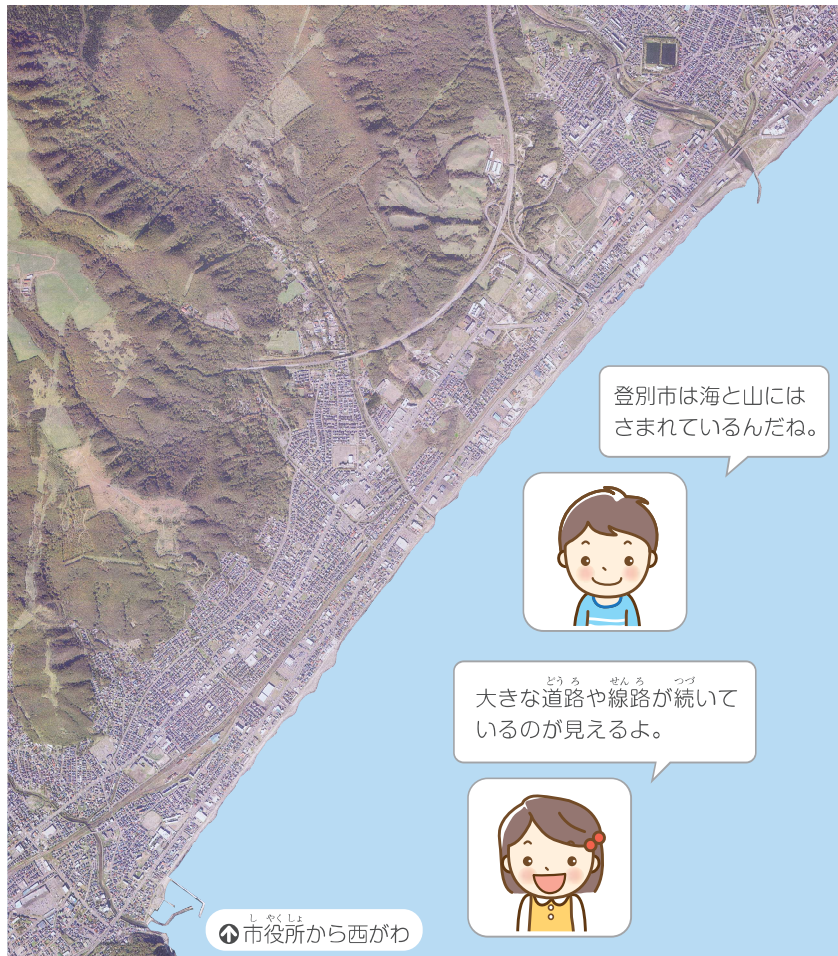 登別市は海と山には
さまれているんだね。
大きな道路や線路が続いて
いるのが見えるよ。
市役所から西がわ